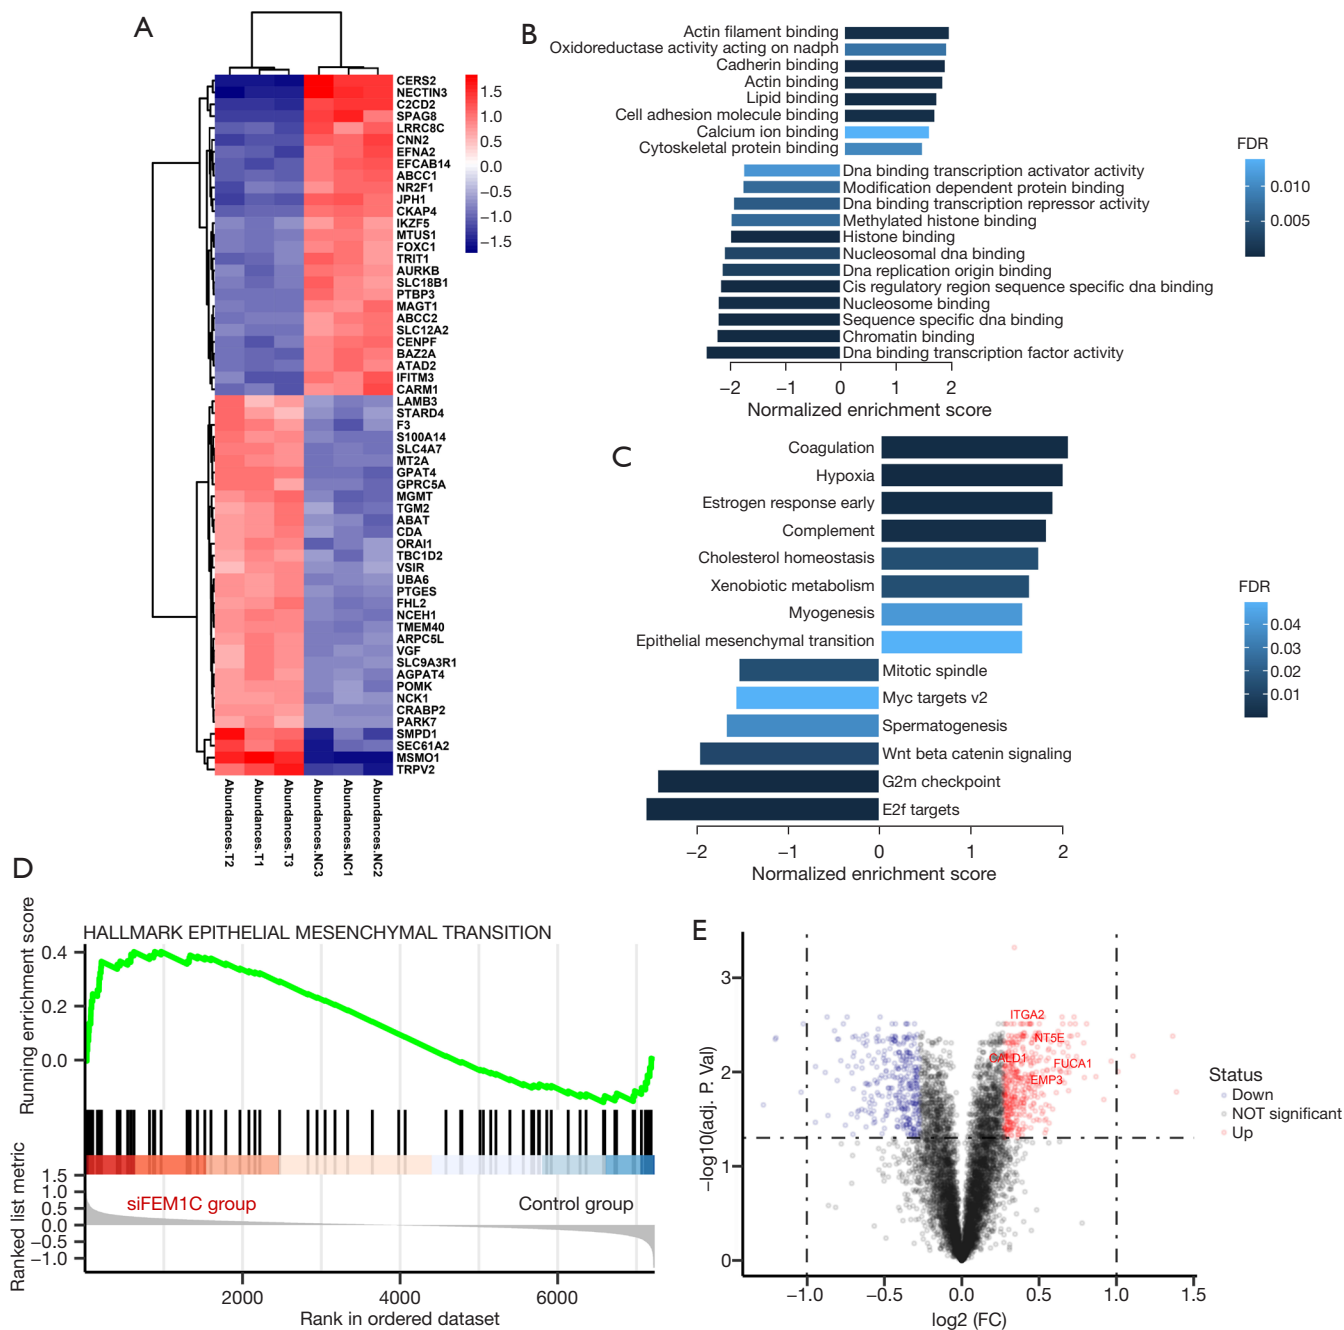 A
CERS2
NECTIN3
C2CD2
SPAG8
LRRC8C
CNN2
EFNA2
EFCAB14
ABCC1
NR2F1
JPH1
CKAP4
IKZF5
MTUS1
FOXC1
TRIT1
AURKB
SLC18B1
PTBP3
MAGT1
ABCC2
SLC12A2
CENPF
BAZ2A
ATAD2
IFITM3
CARM1
LAMB3
STARD4
F3
S100A14
SLC4A7
MT2A
GPAT4
GPRC5A
MGMT
TGM2
ABAT
CDA
ORAI1
TBC1D2
VSIR
UBA6
PTGES
FHL2
NCEH1
TMEM40
ARPC5L
VGF
SLC9A3R1
AGPAT4
POMK
NCK1
CRABP2
PARK7
SMPD1
SEC61A2
MSMO1
TRPV2
1.5
1.0
0.5
0.0
−0.5
−1.0
−1.5
Abundances.T2
Abundances.T1
Abundances.T3
Abundances.NC3
Abundances.NC1
Abundances.NC2
B
Actin filament binding
Oxidoreductase activity acting on nadph
Cadherin binding
Actin binding
Lipid binding
Cell adhesion molecule binding
Calcium ion binding
Cytoskeletal protein binding
Dna binding transcription activator activity
Modification dependent protein binding
Dna binding transcription repressor activity
Methylated histone binding
Histone binding
Nucleosomal dna binding
Dna replication origin binding
Cis regulatory region sequence specific dna binding
Nucleosome binding
Sequence specific dna binding
Chromatin binding
Dna binding transcription factor activity
−2 −1 0 1 2
Normalized enrichment score
FDR
0.010
0.005
C
Coagulation
Hypoxia
Estrogen response early
Complement
Cholesterol homeostasis
Xenobiotic metabolism
Myogenesis
Epithelial mesenchymal transition
Mitotic spindle
Myc targets v2
Spermatogenesis
Wnt beta catenin signaling
G2m checkpoint
E2f targets
−2 −1 0 1 2
Normalized enrichment score
FDR
0.04
0.03
0.02
0.01
D
HALLMARK EPITHELIAL MESENCHYMAL TRANSITION
Running enrichment score
0.4
0.2
0.0
Ranked list metric
1.5
1.0
0.5
0.0
−0.5
−1.0
siFEM1C group
Control group
2000 4000 6000
Rank in ordered dataset
E
−log10(adj. P. Val)
3
2
1
0
ITGA2
NT5E
CALD1
FUCA1
EMP3
−1.0 −0.5 0.0 0.5 1.0 1.5
log2 (FC)
Status
Down
NOT significant
Up